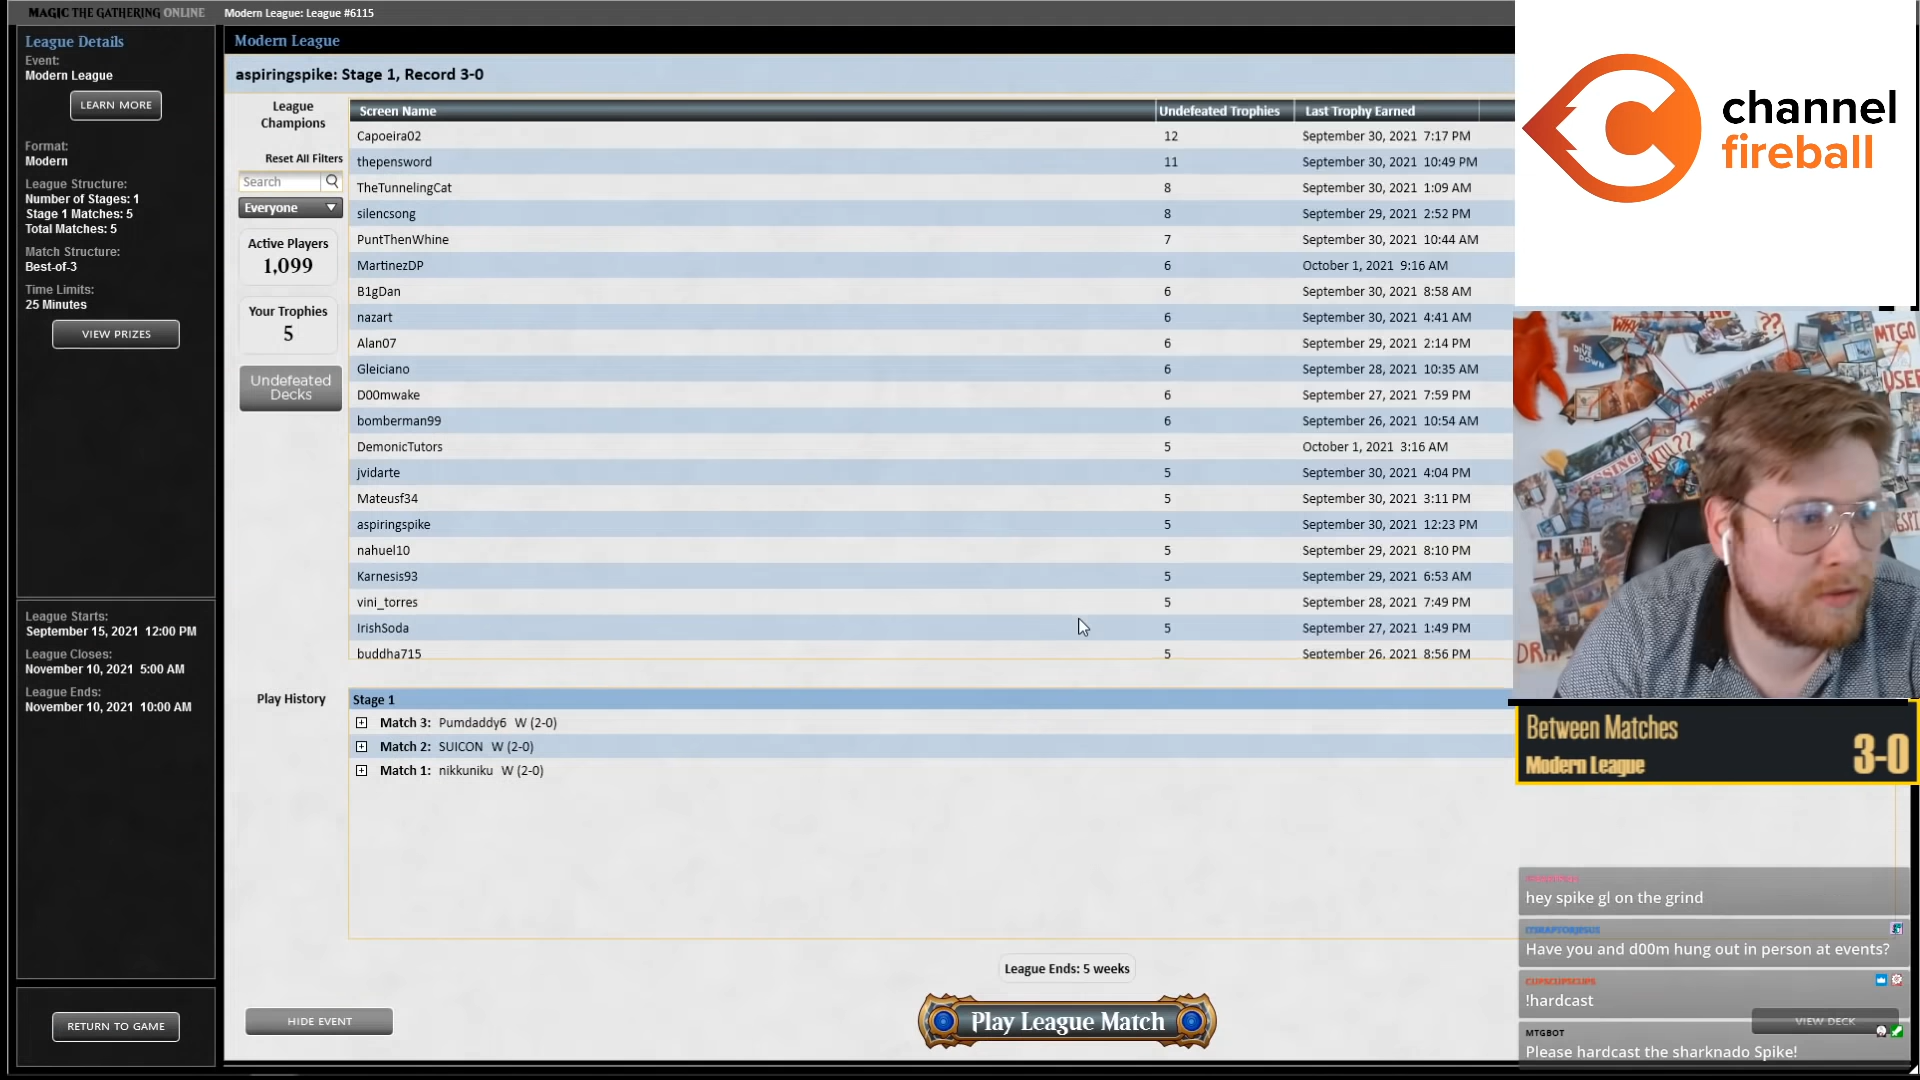 MAGIC THE GATHERING ONLINE
Modern League: League #6115
League Details
Event:
Modern League
LEARN MORE
Format:
Modern
League Structure:
Number of Stages: 1
Stage 1 Matches: 5
Total Matches: 5
Match Structure:
Best-of-3
Time Limits:
25 Minutes
VIEW PRIZES
League Starts:
September 15, 2021 12:00 PM
League Closes:
November 10, 2021 5:00 AM
League Ends:
November 10, 2021 10:00 AM
RETURN TO GAME
Modern League
aspiringspike: Stage 1, Record 3-0
League
Champions
Reset All Filters
Search
Everyone
Active Players
1,099
Your Trophies
5
Undefeated
Decks
Screen Name Undefeated Trophies Last Trophy Earned
Capoeira02 12 September 30, 2021 7:17 PM
thepensword 11 September 30, 2021 10:49 PM
TheTunnelingCat 8 September 30, 2021 1:09 AM
silencsong 8 September 29, 2021 2:52 PM
PuntThenWhine 7 September 30, 2021 10:44 AM
MartinezDP 6 October 1, 2021 9:16 AM
B1gDan 6 September 30, 2021 8:58 AM
nazart 6 September 30, 2021 4:41 AM
Alan07 6 September 29, 2021 2:14 PM
Gleiciano 6 September 28, 2021 10:35 AM
D00mwake 6 September 27, 2021 7:59 PM
bomberman99 6 September 26, 2021 10:54 AM
DemonicTutors 5 October 1, 2021 3:16 AM
jvidarte 5 September 30, 2021 4:04 PM
Mateusf34 5 September 30, 2021 3:11 PM
aspiringspike 5 September 30, 2021 12:23 PM
nahuel10 5 September 29, 2021 8:10 PM
Karnesis93 5 September 29, 2021 6:53 AM
vini_torres 5 September 28, 2021 7:49 PM
IrishSoda 5 September 27, 2021 1:49 PM
buddha715 5 September 26, 2021 8:56 PM
Play History
Stage 1
Match 3: Pumdaddy6 W (2-0)
Match 2: SUICON W (2-0)
Match 1: nikkuniku W (2-0)
League Ends: 5 weeks
HIDE EVENT
Play League Match
VIEW DECK
channel
fireball
WHY
??
MTGO
THE DIVE DOWN
USER
MISSING
KILL??
Between Matches
Modern League
3-0
hey spike gl on the grind
ITSRAPTORJESUS
Have you and d00m hung out in person at events?
CUPSCUPSCUPS
!hardcast
MTGBOT
Please hardcast the sharknado Spike!